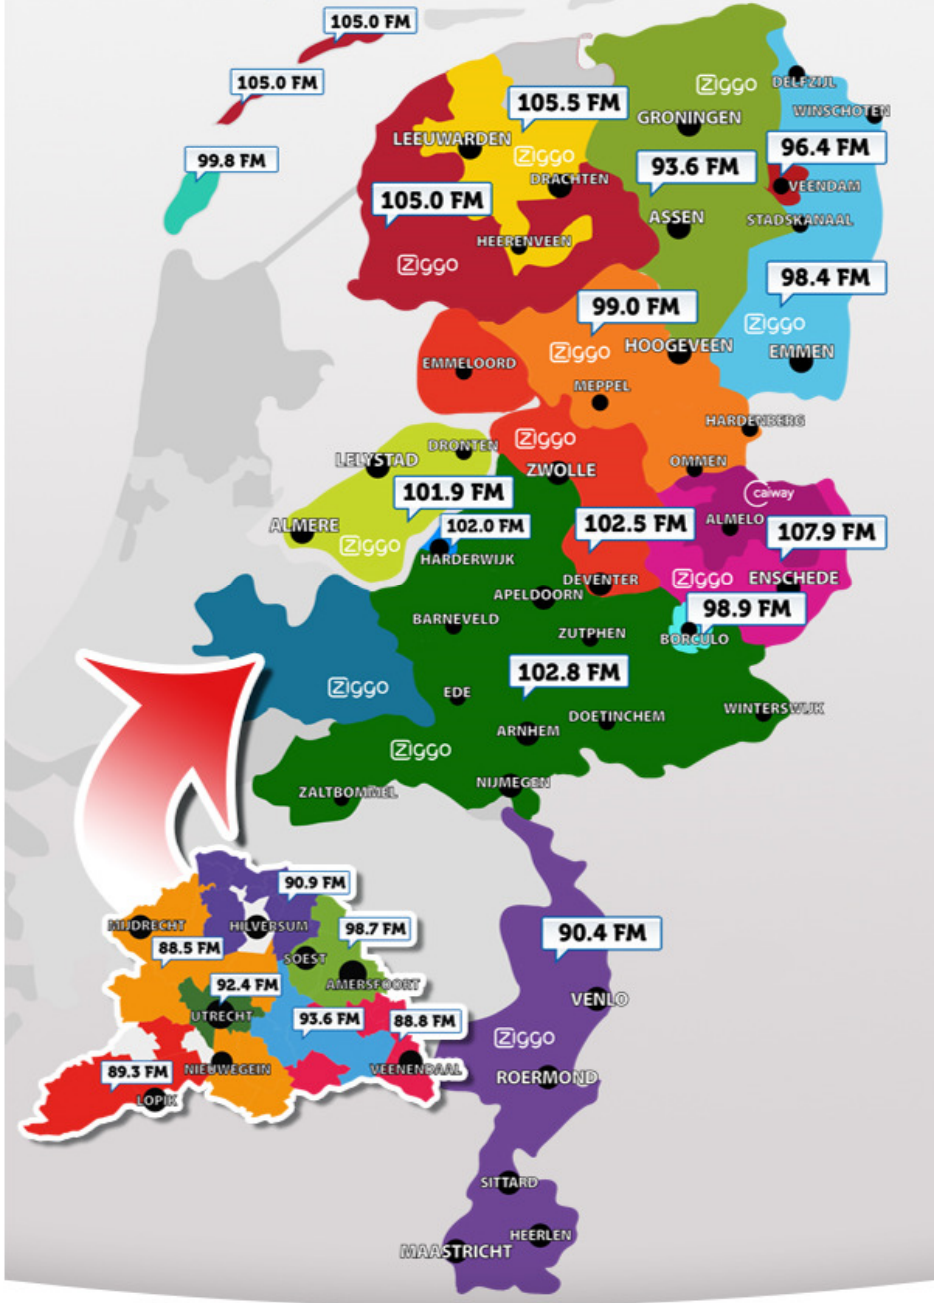 105.0 FM
105.0 FM
99.8 FM
105.5 FM
LEEUWARDEN
Ziggo
DRACHTEN
105.0 FM
HEERENVEEN
Ziggo
Ziggo
GRONINGEN
DELFZIJL
WINSCHOTEN
96.4 FM
93.6 FM
VEENDAM
ASSEN
STADSKANAAL
98.4 FM
99.0 FM
Ziggo
HOOGEVEEN
Ziggo
EMMEN
EMMELOORD
MEPPEL
HARDENBERG
DRONTEN
Ziggo
LELYSTAD
ZWOLLE
OMMEN
101.9 FM
caiway
ALMERE
102.0 FM
102.5 FM
ALMELO
107.9 FM
Ziggo
HARDERWIJK
DEVENTER
Ziggo
ENSCHEDE
APELDOORN
98.9 FM
BARNEVELD
ZUTPHEN
BORCULO
102.8 FM
Ziggo
EDE
DOETINCHEM
WINTERSWIJK
ARNHEM
Ziggo
NIJMEGEN
ZALTBOMMEL
90.9 FM
MIJDRECHT
HILVERSUM
98.7 FM
88.5 FM
SOEST
AMERSFOORT
92.4 FM
UTRECHT
93.6 FM
88.8 FM
89.3 FM
NIEUWEGEIN
VEENENDAAL
LOPIK
90.4 FM
VENLO
Ziggo
ROERMOND
SITTARD
HEERLEN
MAASTRICHT